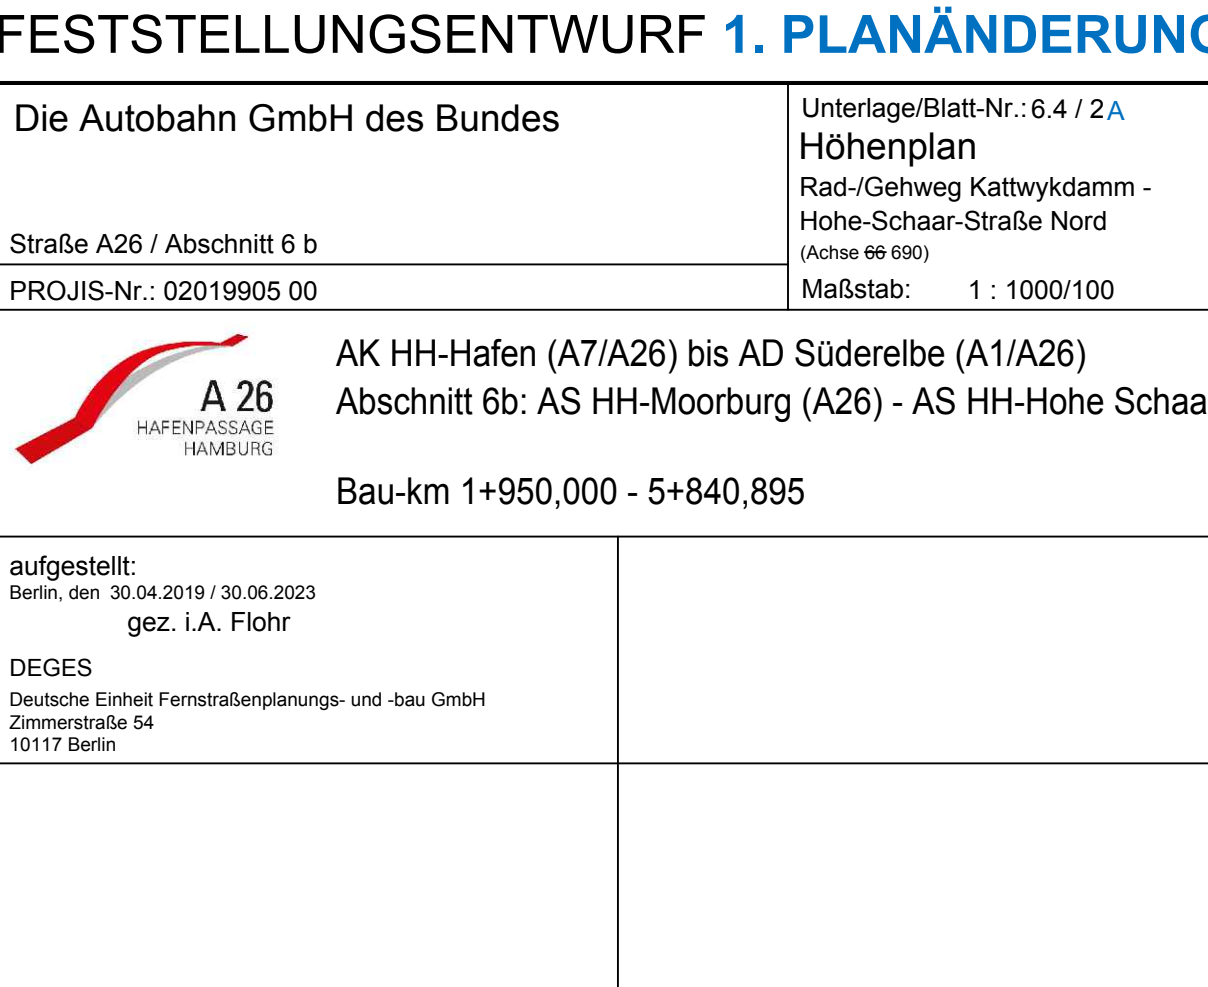 FESTSTELLUNGSENTWURF 1. PLANÄNDERUNG
Die Autobahn GmbH des Bundes
Straße A26 / Abschnitt 6 b
PROJIS-Nr.: 02019905 00
Unterlage/Blatt-Nr.: 6.4 / 2 A
Höhenplan
Rad-/Gehweg Kattwykdamm -
Hohe-Schaar-Straße Nord
(Achse 66 690)
Maßstab: 1 : 1000/100
A 26
HAFENPASSAGE
HAMBURG
AK HH-Hafen (A7/A26) bis AD Süderelbe (A1/A26)
Abschnitt 6b: AS HH-Moorburg (A26) - AS HH-Hohe Schaa
Bau-km 1+950,000 - 5+840,895
aufgestellt:
Berlin, den 30.04.2019 / 30.06.2023
gez. i.A. Flohr
DEGES
Deutsche Einheit Fernstraßenplanungs- und -bau GmbH
Zimmerstraße 54
10117 Berlin